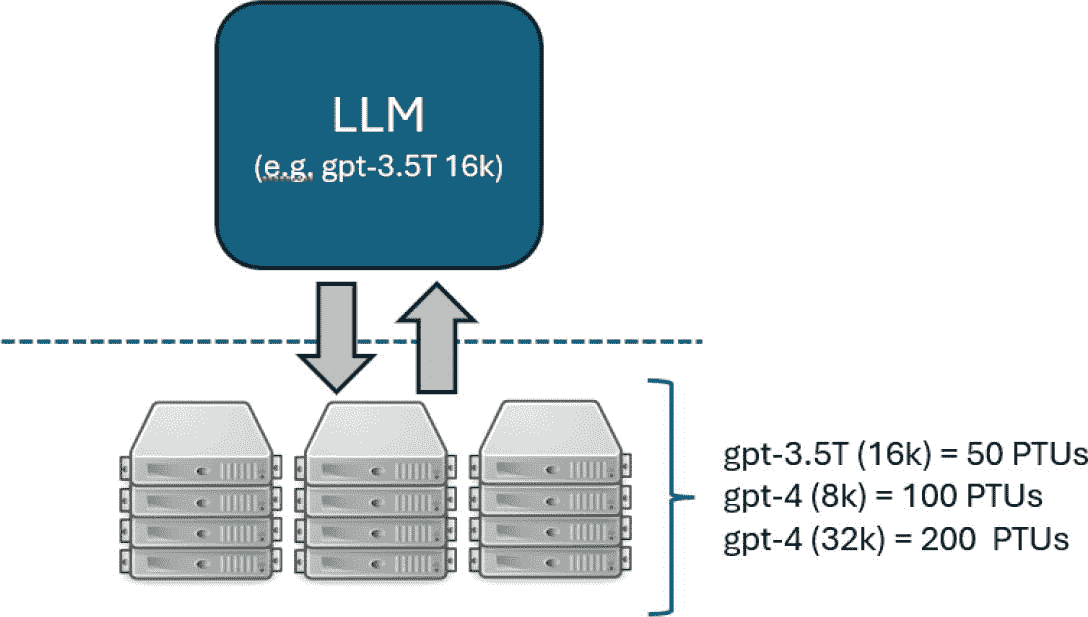 LLM
(e.g. gpt-3.5T 16k)
gpt-3.5T (16k) = 50 PTUs
gpt-4 (8k) = 100 PTUs
gpt-4 (32k) = 200  PTUs